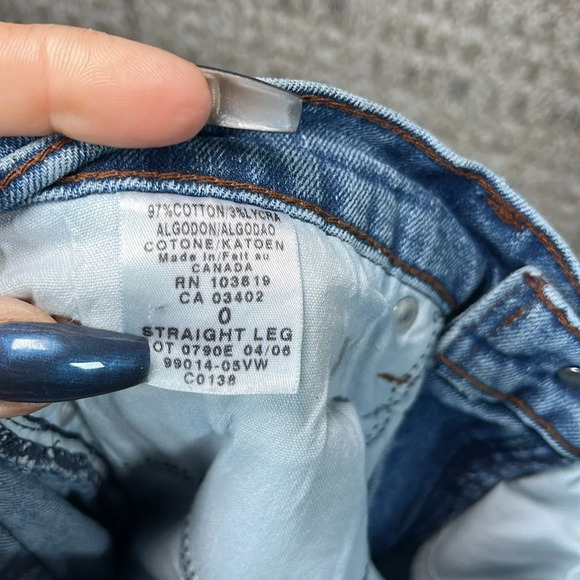 97%COTTON/3%LYCRA
ALGODON/ALGODAO
COTONE/KATOEN
Made in/Fait au
CANADA
RN 103819
CA 03402
0
STRAIGHT LEG
OT 0790E 04/06
99014-05VW
C0138